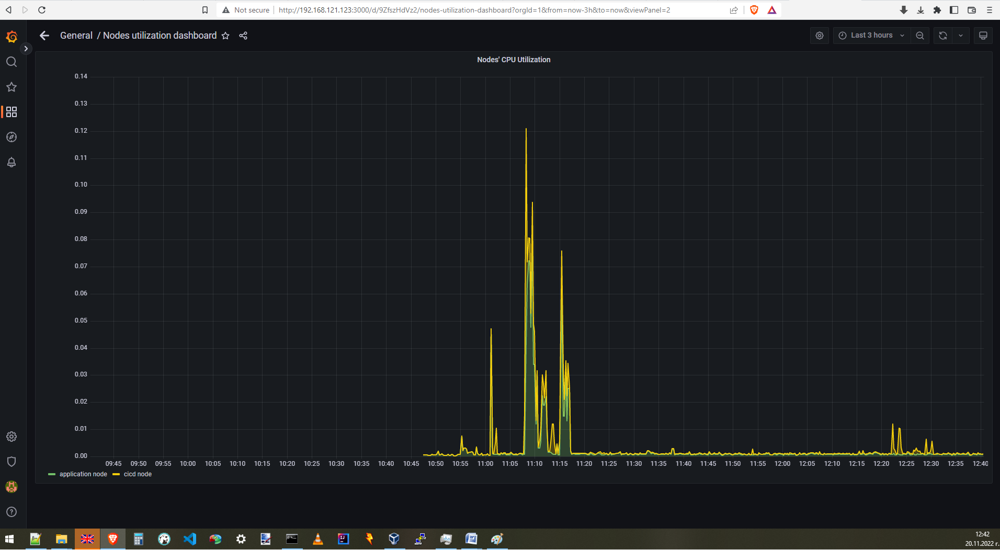 Not secure http://192.168.121.123:3000/d/9ZfszHdVz2/nodes-utilization-dashboard?orgId=1&from=now-3h&to=now&viewPanel=2
General / Nodes utilization dashboard
Last 3 hours
Nodes' CPU Utilization
0.14
0.13
0.12
0.11
0.10
0.09
0.08
0.07
0.06
0.05
0.04
0.03
0.02
0.01
0.00
09:45 09:50 09:55 10:00 10:05 10:10 10:15 10:20 10:25 10:30 10:35 10:40 10:45 10:50 10:55 11:00 11:05 11:10 11:15 11:20 11:25 11:30 11:35 11:40 11:45 11:50 11:55 12:00 12:05 12:10 12:15 12:20 12:25 12:30 12:35 12:40
application node cicd node
12:42
20.11.2022 г.